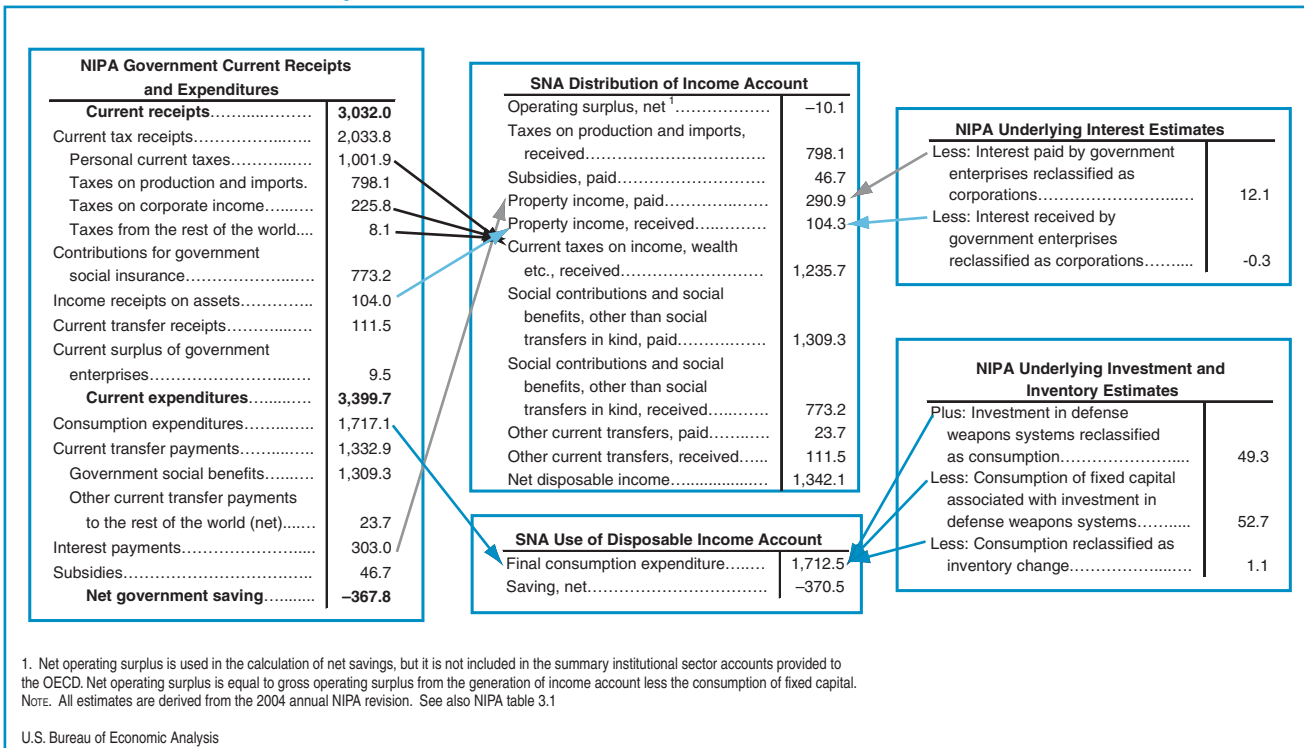 NIPA Government Current Receipts
and Expenditures
Current receipts……......……… 3,032.0
Current tax receipts…………….... 2,033.8
Personal current taxes………...…. 1,001.9
Taxes on production and imports. 798.1
Taxes on corporate income…..…. 225.8
Taxes from the rest of the world.... 8.1
Contributions for government
social insurance…………………..…. 773.2
Income receipts on assets………….. 104.0
Current transfer receipts……….....…. 111.5
Current surplus of government
enterprises……………………...…. 9.5
Current expenditures….....…. 3,399.7
Consumption expenditures……...…. 1,717.1
Current transfer payments……...…. 1,332.9
Government social benefits…...…. 1,309.3
Other current transfer payments
to the rest of the world (net)...…. 23.7
Interest payments………………….... 303.0
Subsidies…………………………….…. 46.7
Net government saving…........ –367.8
SNA Distribution of Income Account
Operating surplus, net 1……………… –10.1
Taxes on production and imports,
received……………………………. 798.1
Subsidies, paid………………………. 46.7
Property income, paid……………. 290.9
Property income, received…..…… 104.3
Current taxes on income, wealth
etc., received……………………… 1,235.7
Social contributions and social
benefits, other than social
transfers in kind, paid………..……. 1,309.3
Social contributions and social
benefits, other than social
transfers in kind, received…...…. 773.2
Other current transfers, paid…..…. 23.7
Other current transfers, received…... 111.5
Net disposable income….................…. 1,342.1
SNA Use of Disposable Income Account
Final consumption expenditure…..…. 1,712.5
Saving, net……………………………. –370.5
NIPA Underlying Interest Estimates
Less: Interest paid by government
enterprises reclassified as
corporations……………………...…. 12.1
Less: Interest received by
government enterprises
reclassified as corporations……..... -0.3
NIPA Underlying Investment and
Inventory Estimates
Plus: Investment in defense
weapons systems reclassified
as consumption………………….... 49.3
Less: Consumption of fixed capital
associated with investment in
defense weapons systems…….... 52.7
Less: Consumption reclassified as
inventory change……………...…. 1.1
1. Net operating surplus is used in the calculation of net savings, but it is not included in the summary institutional sector accounts provided to
the OECD. Net operating surplus is equal to gross operating surplus from the generation of income account less the consumption of fixed capital.
NOTE. All estimates are derived from the 2004 annual NIPA revision. See also NIPA table 3.1
U.S. Bureau of Economic Analysis